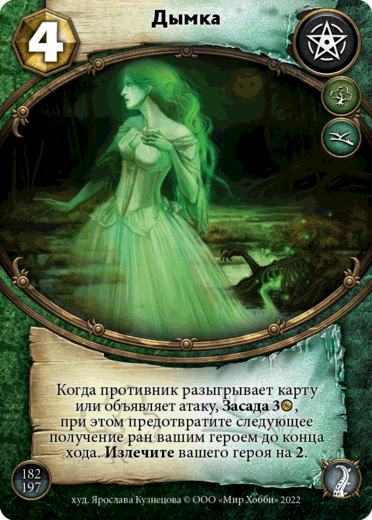 Дымка
4
Когда противник разыгрывает карту
или объявляет атаку, Засада 3,
при этом предотвратите следующее
получение ран вашим героем до конца
хода. Излечите вашего героя на 2.
182
197
худ. Ярослава Кузнецова © ООО «Мир Хобби» 2022